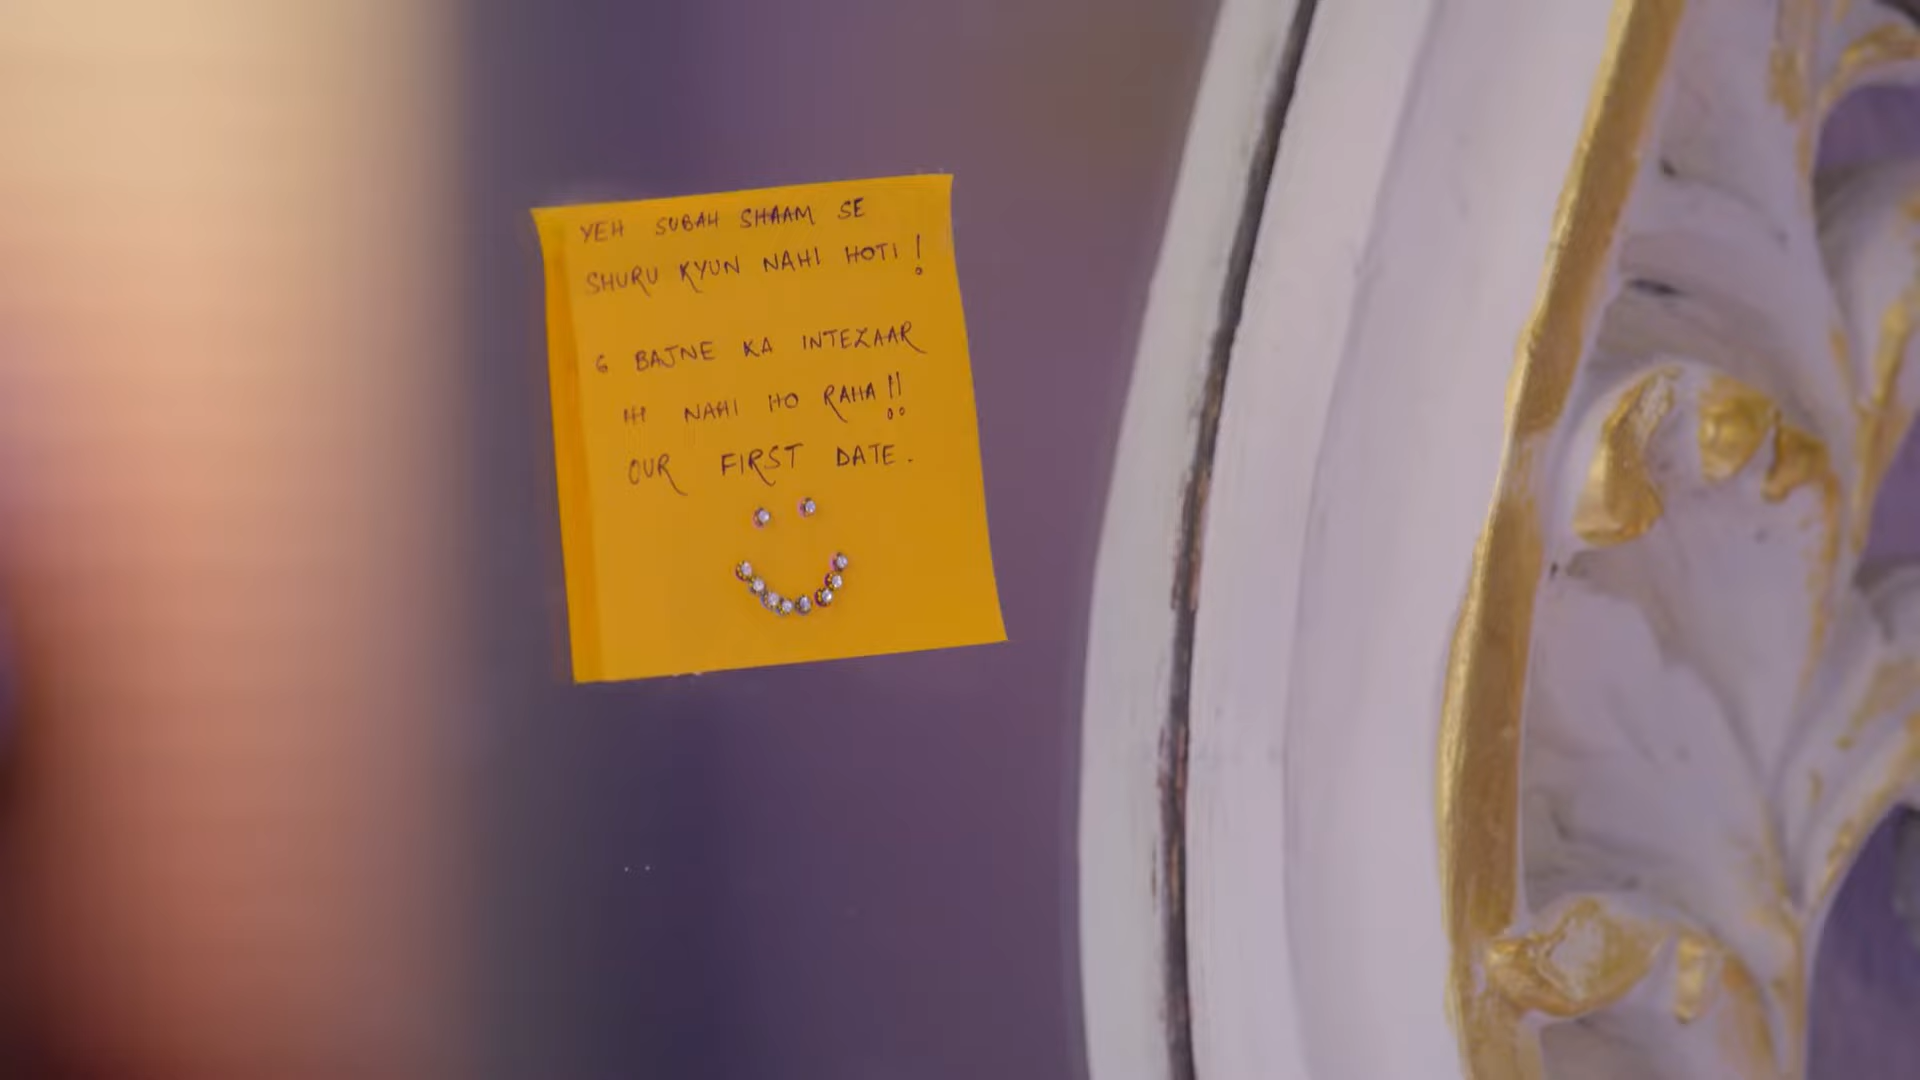 YEH SUBAH SHAAM SE
SHURU KYUN NAHI HOTI!
6 BAJNE KA INTEZAAR
HI NAHI HO RAHA!!
OUR FIRST DATE.